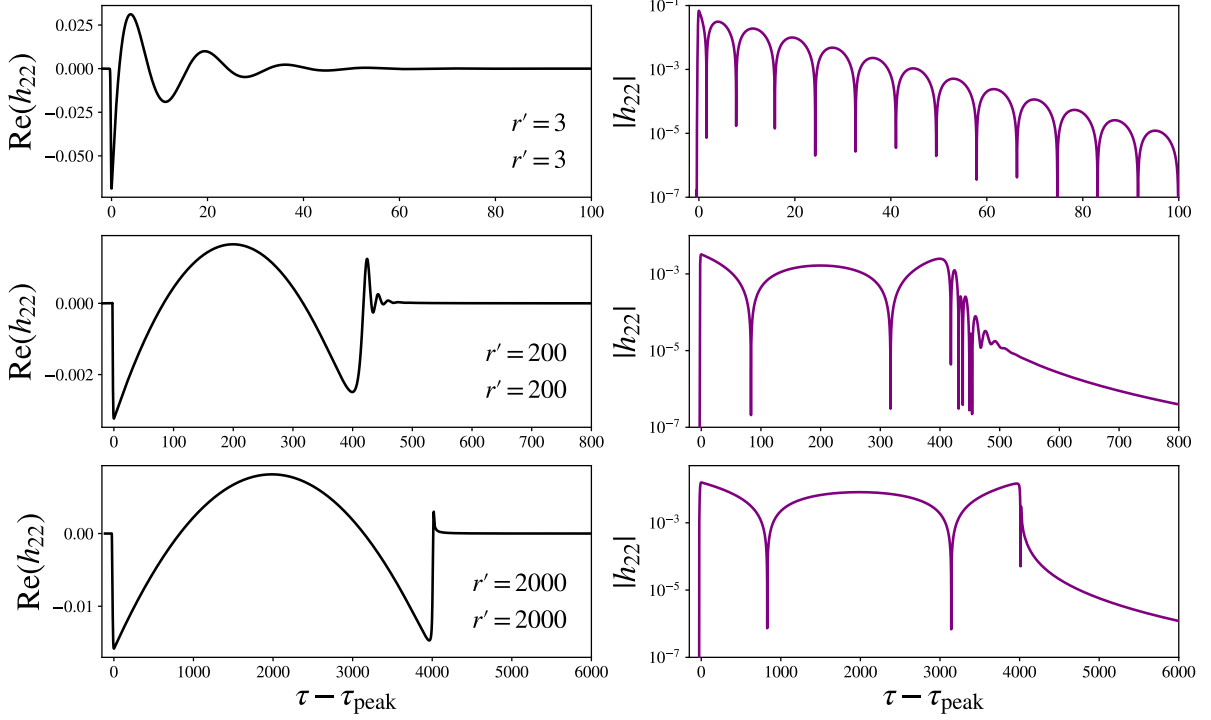 0.025
0.000
−0.025
−0.050
Re(h₂₂)
r′ = 3
r′ = 3
0 20 40 60 80 100
10⁻¹
10⁻³
10⁻⁵
10⁻⁷
|h₂₂|
0 20 40 60 80 100
0.000
−0.002
Re(h₂₂)
r′ = 200
r′ = 200
0 100 200 300 400 500 600 700 800
10⁻³
10⁻⁵
10⁻⁷
|h₂₂|
0 100 200 300 400 500 600 700 800
0.00
−0.01
Re(h₂₂)
r′ = 2000
r′ = 2000
0 1000 2000 3000 4000 5000 6000
τ − τpeak
10⁻³
10⁻⁵
10⁻⁷
|h₂₂|
0 1000 2000 3000 4000 5000 6000
τ − τpeak